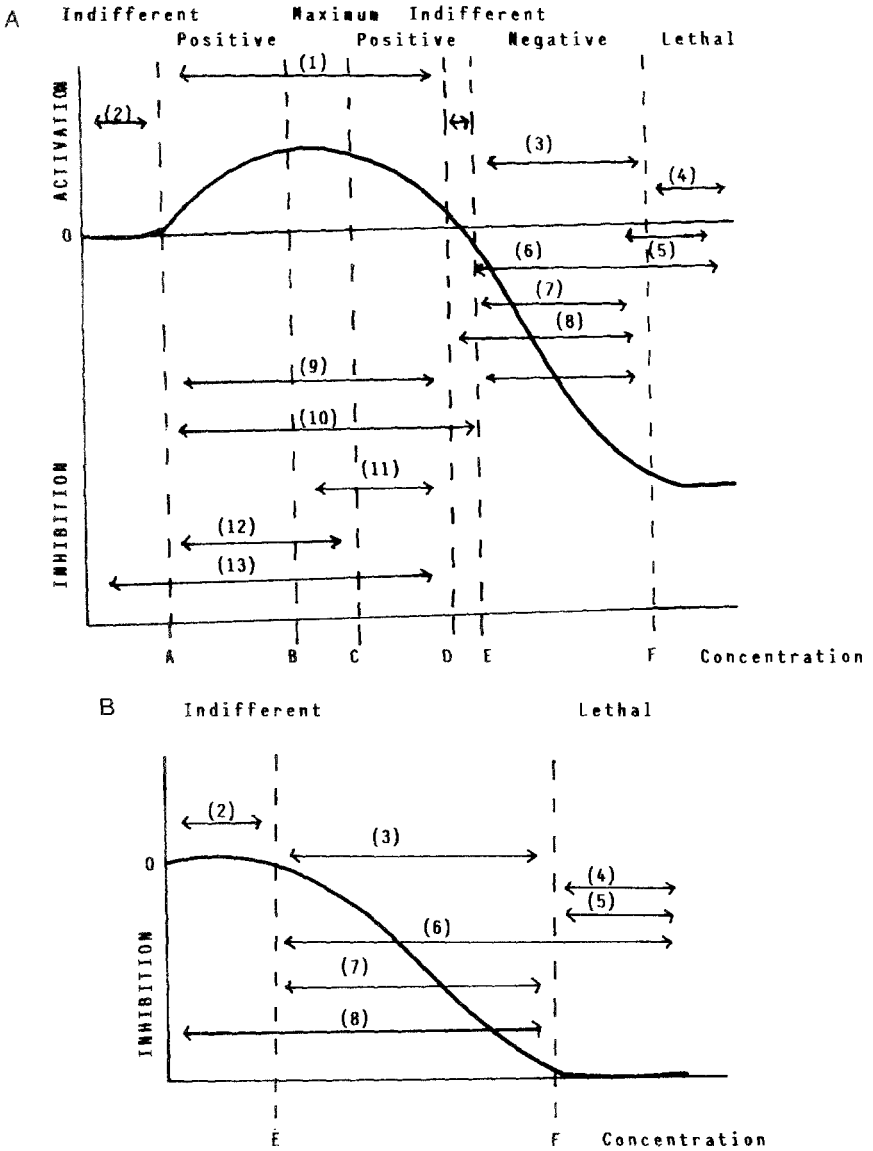 A
Indifferent Maximum Indifferent
Positive Positive Negative Lethal
ACTIVATION
(1)
(2)
(3)
(4)
0
(5)
(6)
(7)
(8)
(9)
(10)
(11)
(12)
(13)
INHIBITION
A B C D E F Concentration
B
Indifferent Lethal
(2)
(3)
0
(4)
(5)
(6)
(7)
(8)
INHIBITION
E F Concentration